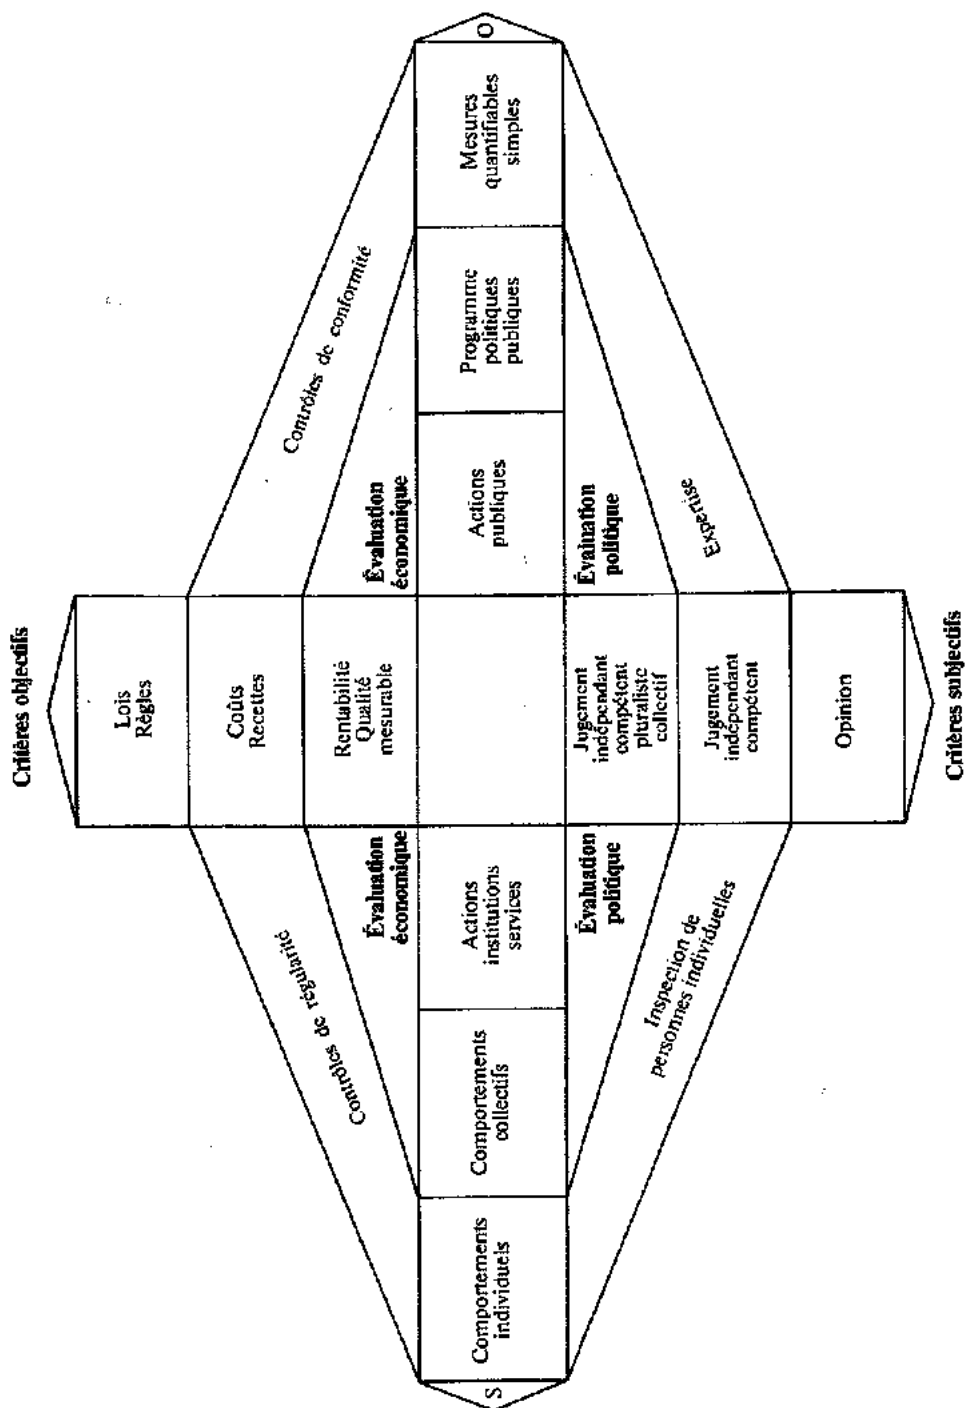 Critères objectifs
Lois
Règles
Coûts
Recettes
Rentabilité
Qualité
mesurable
Contrôles de régularité
Contrôles de conformité
Évaluation
économique
Évaluation
économique
S
Comportements
individuels
Comportements
collectifs
Actions
institutions
services
Actions
publiques
Programme
politiques
publiques
Mesures
quantifiables
simples
O
Évaluation
politique
Évaluation
politique
Jugement
indépendant
compétent
pluraliste
collectif
Inspection de
personnes individuelles
Expertise
Jugement
indépendant
compétent
Opinion
Critères subjectifs